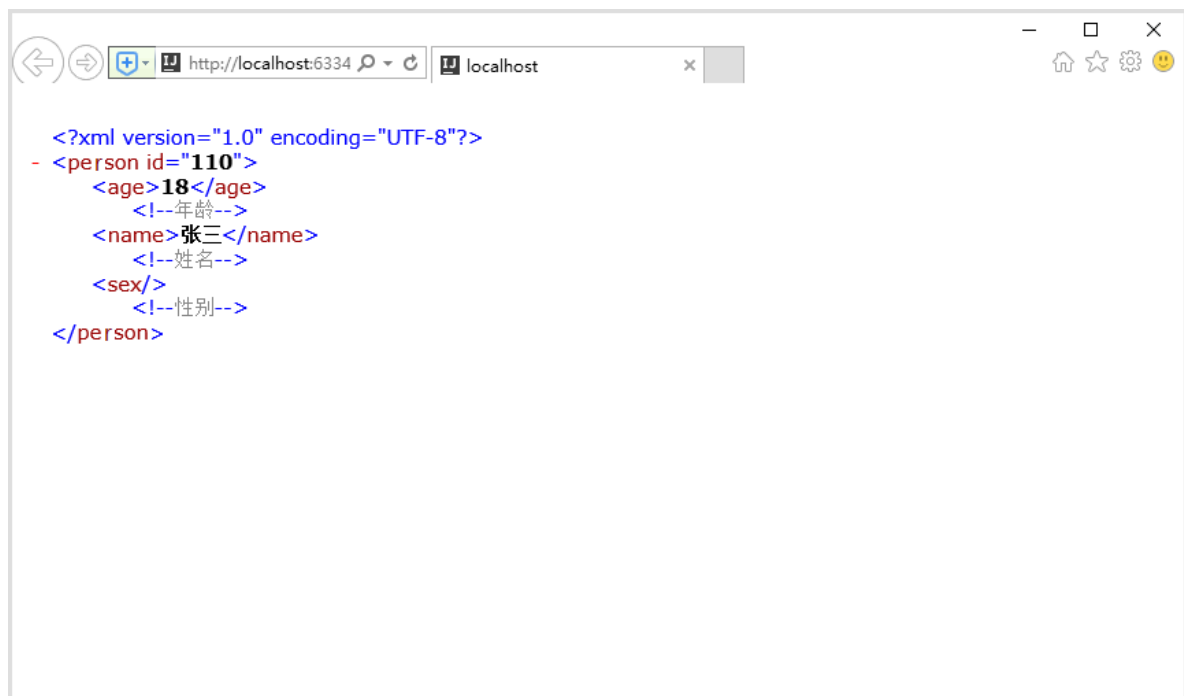 http://localhost:6334
localhost
<?xml version="1.0" encoding="UTF-8"?>
- <person id="110">
<age>18</age>
<!--年龄-->
<name>张三</name>
<!--姓名-->
<sex/>
<!--性别-->
</person>